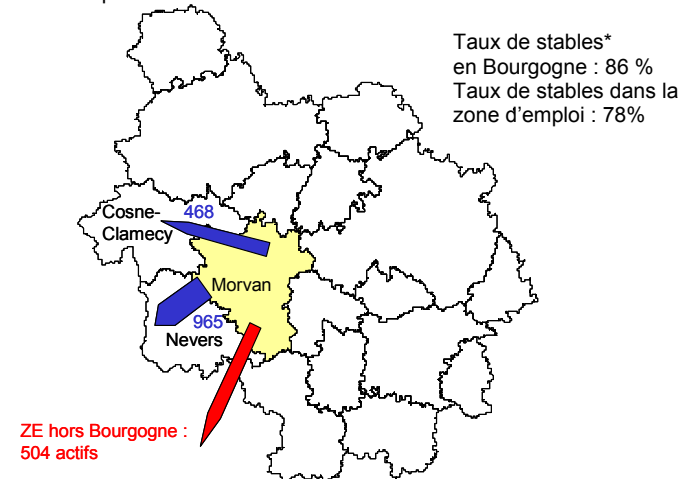 Taux de stables*
en Bourgogne : 86 %
Taux de stables dans la
zone d'emploi : 78%
Cosne-
Clamecy
468
Morvan
965
Nevers
ZE hors Bourgogne :
504 actifs